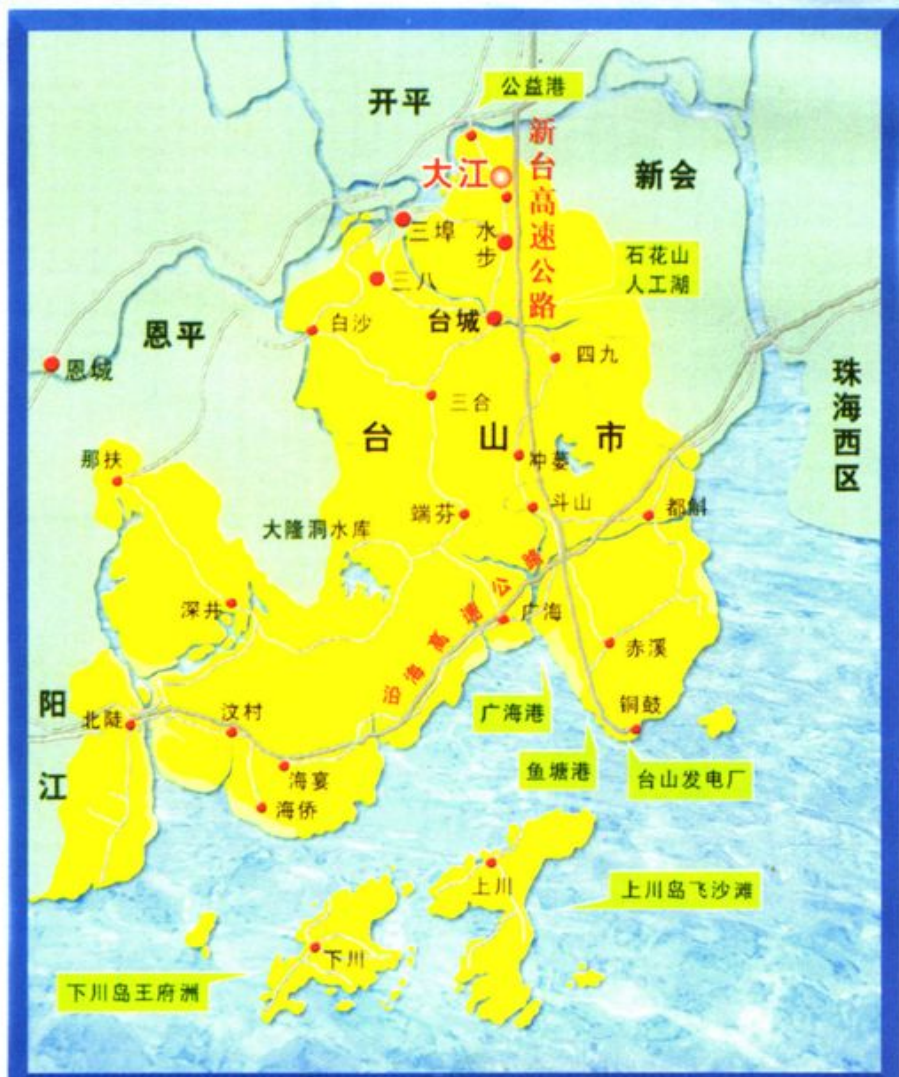 公益港
开平
新台高速公路
大江
新会
三埠
水步
石花山
人工湖
三八
台城
白沙
恩平
四九
恩城
三合
珠海西区
台山市
那扶
冲蒌
斗山
都斛
端芬
大隆洞水库
沿海高速公路
深井
广海
赤溪
阳江
广海港
铜鼓
北陡
汶村
鱼塘港
台山发电厂
海宴
海侨
上川
上川岛飞沙滩
下川
下川岛王府洲